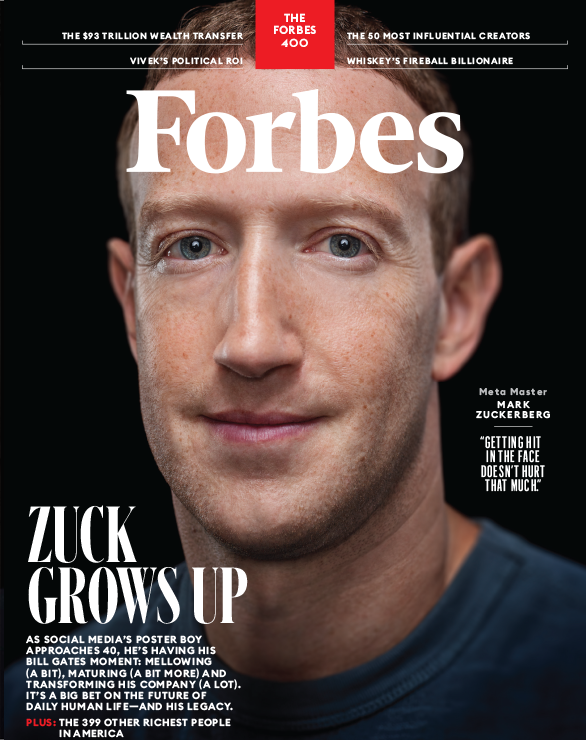 THE $93 TRILLION WEALTH TRANSFER
VIVEK'S POLITICAL ROI
THE
FORBES
400
THE 50 MOST INFLUENTIAL CREATORS
WHISKEY'S FIREBALL BILLIONAIRE
Forbes
Meta Master
MARK
ZUCKERBERG
“GETTING HIT
IN THE FACE
DOESN'T HURT
THAT MUCH.”
ZUCK
GROWS UP
AS SOCIAL MEDIA'S POSTER BOY
APPROACHES 40, HE'S HAVING HIS
BILL GATES MOMENT: MELLOWING
(A BIT), MATURING (A BIT MORE) AND
TRANSFORMING HIS COMPANY (A LOT).
IT'S A BIG BET ON THE FUTURE OF
DAILY HUMAN LIFE—AND HIS LEGACY.
PLUS: THE 399 OTHER RICHEST PEOPLE
IN AMERICA